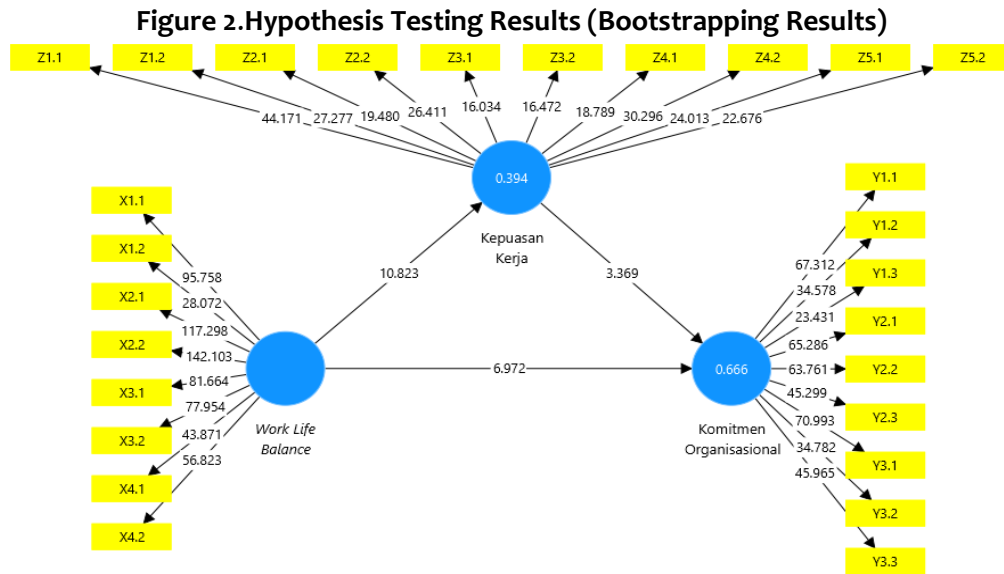 Figure 2.Hypothesis Testing Results (Bootstrapping Results)
Z1.1
Z1.2
Z2.1
Z2.2
Z3.1
Z3.2
Z4.1
Z4.2
Z5.1
Z5.2
44.171
27.277
19.480
26.411
16.034
16.472
18.789
30.296
24.013
22.676
0.394
Kepuasan
Kerja
X1.1
X1.2
X2.1
X2.2
X3.1
X3.2
X4.1
X4.2
95.758
28.072
117.298
142.103
81.664
77.954
43.871
56.823
Work Life
Balance
10.823
3.369
6.972
0.666
Komitmen
Organisasional
67.312
34.578
23.431
65.286
63.761
45.299
70.993
34.782
45.965
Y1.1
Y1.2
Y1.3
Y2.1
Y2.2
Y2.3
Y3.1
Y3.2
Y3.3